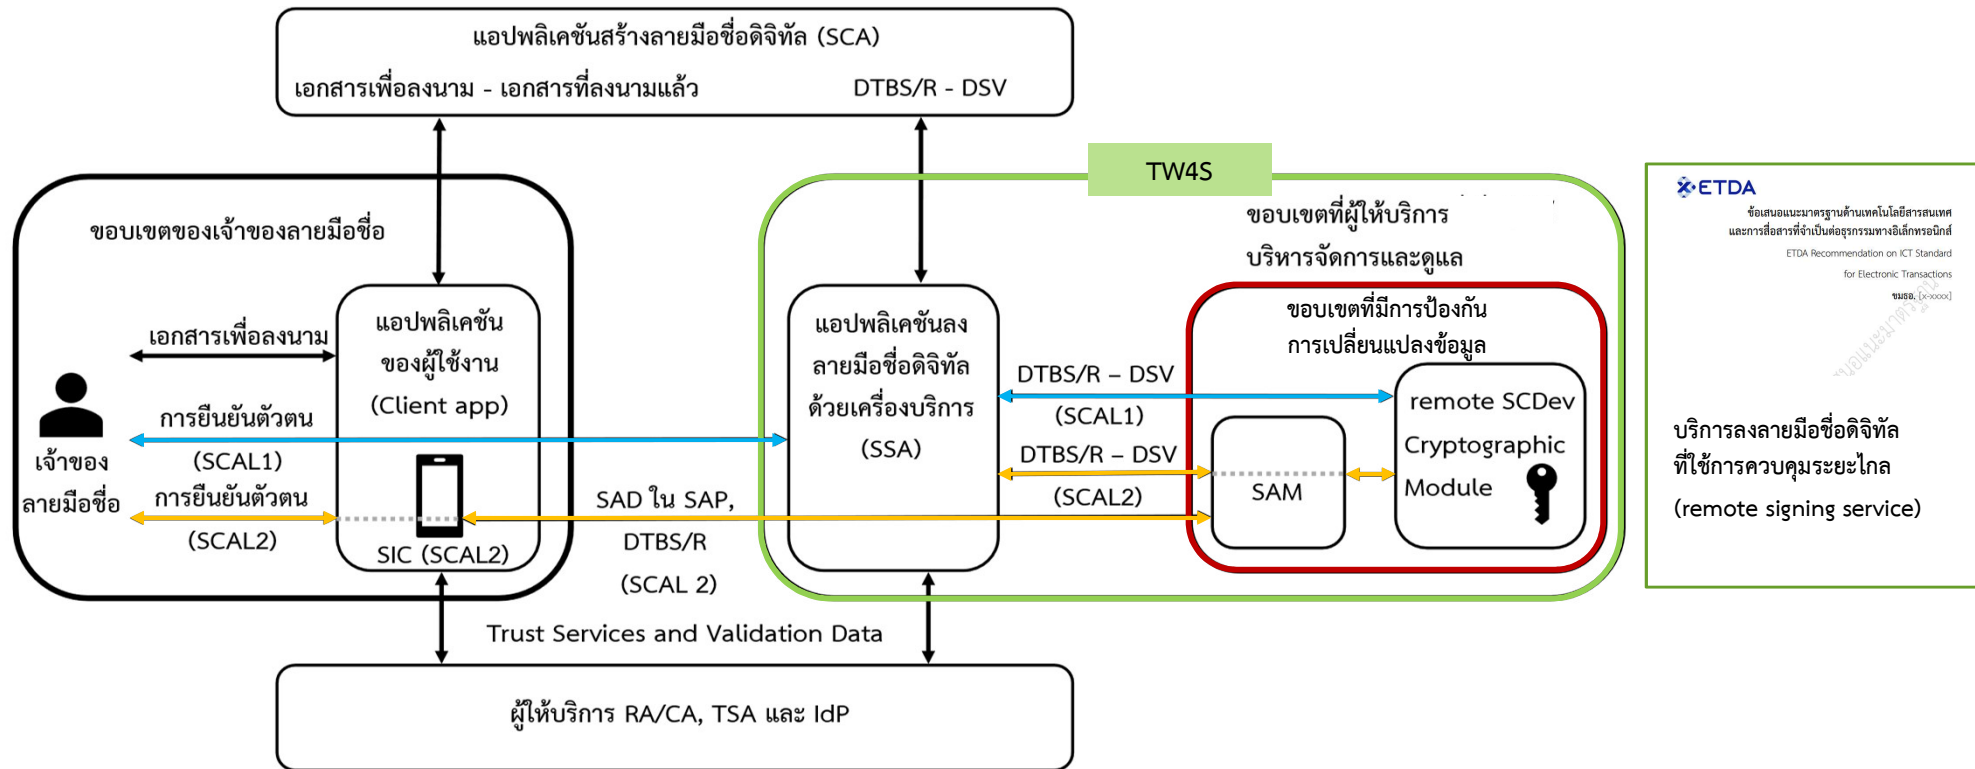 แอปพลิเคชันสร้างลายมือชื่อดิจิทัล (SCA)
เอกสารเพื่อลงนาม - เอกสารที่ลงนามแล้ว
DTBS/R - DSV
TW4S
ขอบเขตของเจ้าของลายมือชื่อ
ขอบเขตที่ผู้ให้บริการ
บริหารจัดการและดูแล
ขอบเขตที่มีการป้องกัน
การเปลี่ยนแปลงข้อมูล
เอกสารเพื่อลงนาม
แอปพลิเคชัน
ของผู้ใช้งาน
(Client app)
แอปพลิเคชันลง
ลายมือชื่อดิจิทัล
ด้วยเครื่องบริการ
(SSA)
DTBS/R – DSV
(SCAL1)
DTBS/R – DSV
(SCAL2)
remote SCDev
Cryptographic
Module
SAM
การยืนยันตัวตน
(SCAL1)
เจ้าของ
ลายมือชื่อ
การยืนยันตัวตน
(SCAL2)
SIC (SCAL2)
SAD ใน SAP,
DTBS/R
(SCAL 2)
Trust Services and Validation Data
ผู้ให้บริการ RA/CA, TSA และ IdP
ETDA
ข้อเสนอแนะมาตรฐานด้านเทคโนโลยีสารสนเทศ
และการสื่อสารที่จำเป็นต่อธุรกรรมทางอิเล็กทรอนิกส์
ETDA Recommendation on ICT Standard
for Electronic Transactions
ขมธอ. [x-xxxx]
นอแนะมาตรฐาน
บริการลงลายมือชื่อดิจิทัล
ที่ใช้การควบคุมระยะไกล
(remote signing service)